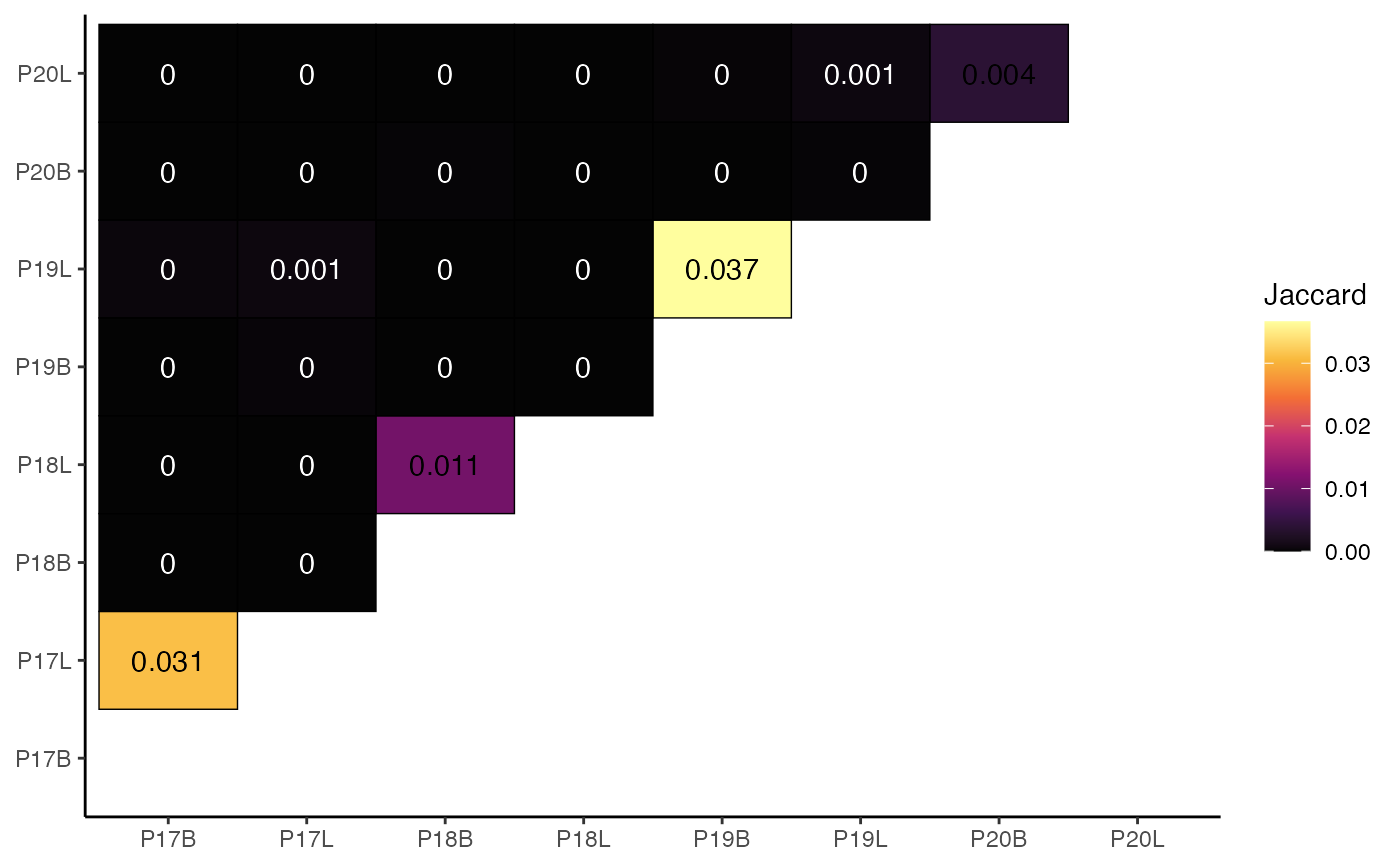 P20L 0 0 0 0 0 0.001 0.004
P20B 0 0 0 0 0 0
P19L 0 0.001 0 0 0.037
P19B 0 0 0 0
P18L 0 0 0.011
P18B 0 0
P17L 0.031
P17B
P17B P17L P18B P18L P19B P19L P20B P20L
Jaccard
0.03
0.02
0.01
0.00